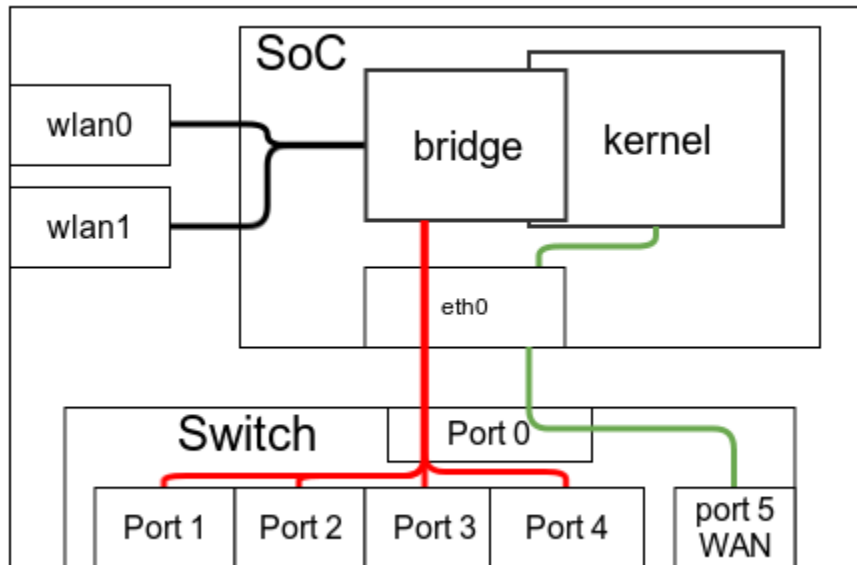 SoC
wlan0
bridge
kernel
wlan1
eth0
Switch
Port 0
Port 1
Port 2
Port 3
Port 4
port 5
WAN